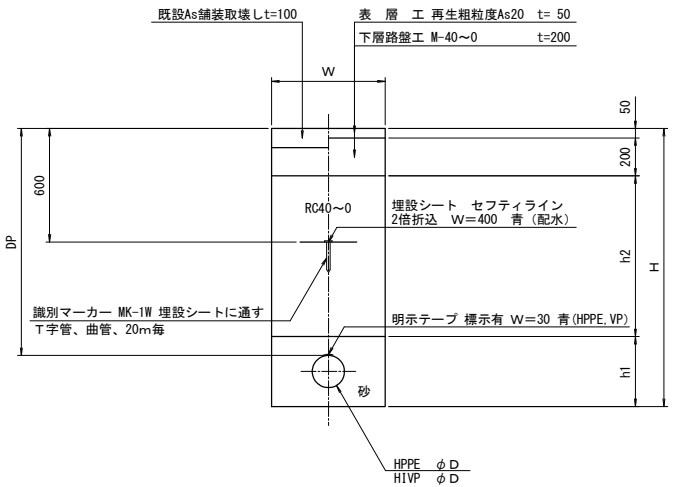 既設As舗装取壊しt=100
表 層 工 再生粗粒度As20 t= 50
下層路盤工 M-40～0 t=200
W
50
200
600
DP
RC40～0
埋設シート セフティライン
2倍折込 W＝400 青（配水）
h2
H
識別マーカー MK-1W 埋設シートに通す
T字管、曲管、20m毎
明示テープ 標示有 W＝30 青(HPPE,VP)
h1
砂
HPPE φD
HIVP φD